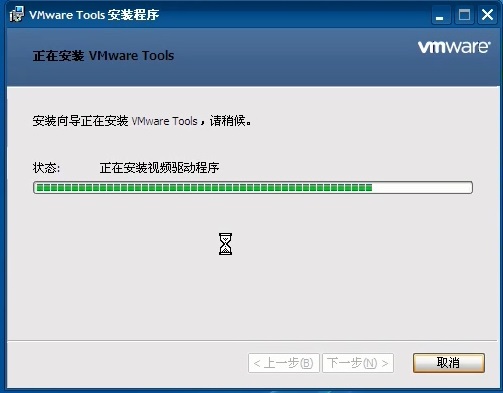 VMware Tools 安装程序
正在安装 VMware Tools
vmware
安装向导正在安装 VMware Tools，请稍候。
状态: 正在安装视频驱动程序
< 上一步(B) 下一步(N) > 取消